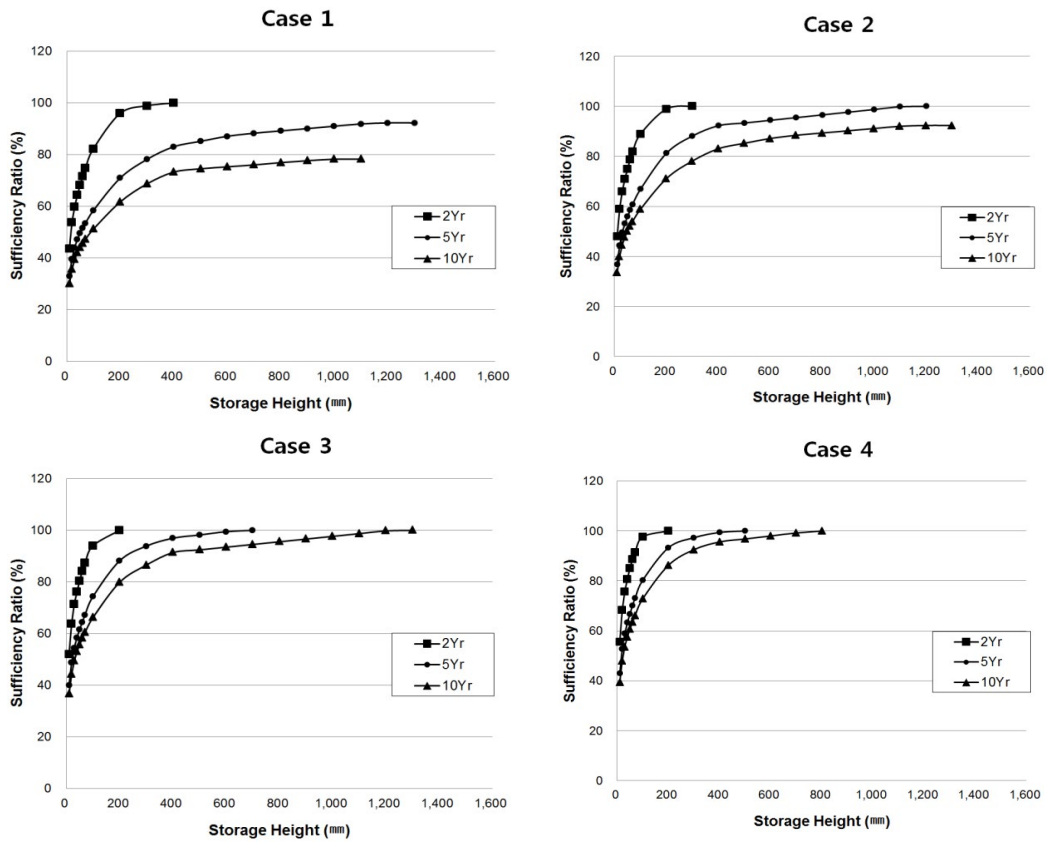 Case 1
120
100
80
60
40
20
0
Sufficiency Ratio (%)
2Yr
5Yr
10Yr
0 200 400 600 800 1,000 1,200 1,400 1,600
Storage Height (㎜)
Case 2
120
100
80
60
40
20
0
Sufficiency Ratio (%)
2Yr
5Yr
10Yr
0 200 400 600 800 1,000 1,200 1,400 1,600
Storage Height (㎜)
Case 3
120
100
80
60
40
20
0
Sufficiency Ratio (%)
2Yr
5Yr
10Yr
0 200 400 600 800 1,000 1,200 1,400 1,600
Storage Height (㎜)
Case 4
120
100
80
60
40
20
0
Sufficiency Ratio (%)
2Yr
5Yr
10Yr
0 200 400 600 800 1,000 1,200 1,400 1,600
Storage Height (㎜)